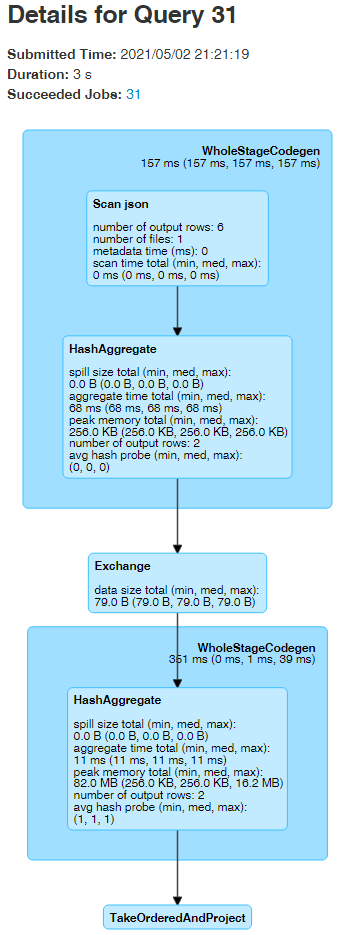 Details for Query 31
Submitted Time: 2021/05/02 21:21:19
Duration: 3 s
Succeeded Jobs: 31
WholeStageCodegen
157 ms (157 ms, 157 ms, 157 ms)
Scan json
number of output rows: 6
number of files: 1
metadata time (ms): 0
scan time total (min, med, max):
0 ms (0 ms, 0 ms, 0 ms)
HashAggregate
spill size total (min, med, max):
0.0 B (0.0 B, 0.0 B, 0.0 B)
aggregate time total (min, med, max):
68 ms (68 ms, 68 ms, 68 ms)
peak memory total (min, med, max):
256.0 KB (256.0 KB, 256.0 KB, 256.0 KB)
number of output rows: 2
avg hash probe (min, med, max):
(0, 0, 0)
Exchange
data size total (min, med, max):
79.0 B (79.0 B, 79.0 B, 79.0 B)
WholeStageCodegen
351 ms (0 ms, 1 ms, 39 ms)
HashAggregate
spill size total (min, med, max):
0.0 B (0.0 B, 0.0 B, 0.0 B)
aggregate time total (min, med, max):
11 ms (11 ms, 11 ms, 11 ms)
peak memory total (min, med, max):
82.0 MB (256.0 KB, 256.0 KB, 16.2 MB)
number of output rows: 2
avg hash probe (min, med, max):
(1, 1, 1)
TakeOrderedAndProject